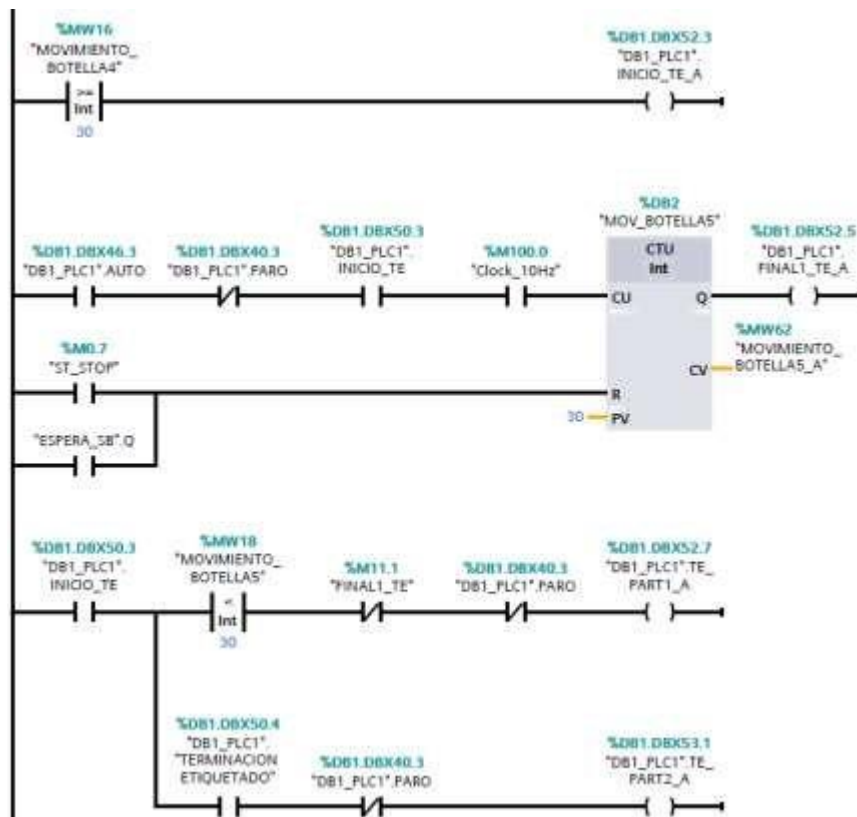 %MW16
"MOVIMIENTO_
BOTELLA4"
>=
Int
30
%DB1.DBX52.3
"DB1_PLC1".
INICIO_TE_A
%DB1.DBX46.3
"DB1_PLC1".AUTO
%DB1.DBX40.3
"DB1_PLC1".PARO
%DB1.DBX50.3
"DB1_PLC1".
INICIO_TE
%M100.0
"Clock_10Hz"
%DB2
"MOV_BOTELLA5"
CTU
Int
CU
Q
%DB1.DBX52.5
"DB1_PLC1".
FINAL1_TE_A
%M0.7
"ST_STOP"
R
CV
%MW62
"MOVIMIENTO_
BOTELLA5_A"
30
PV
"ESPERA_SB".Q
%DB1.DBX50.3
"DB1_PLC1".
INICIO_TE
%MW18
"MOVIMIENTO_
BOTELLA5"
<
Int
30
%M11.1
"FINAL1_TE"
%DB1.DBX40.3
"DB1_PLC1".PARO
%DB1.DBX52.7
"DB1_PLC1".TE_
PART1_A
%DB1.DBX50.4
"DB1_PLC1".
"TERMINACION
ETIQUETADO"
%DB1.DBX40.3
"DB1_PLC1".PARO
%DB1.DBX53.1
"DB1_PLC1".TE_
PART2_A